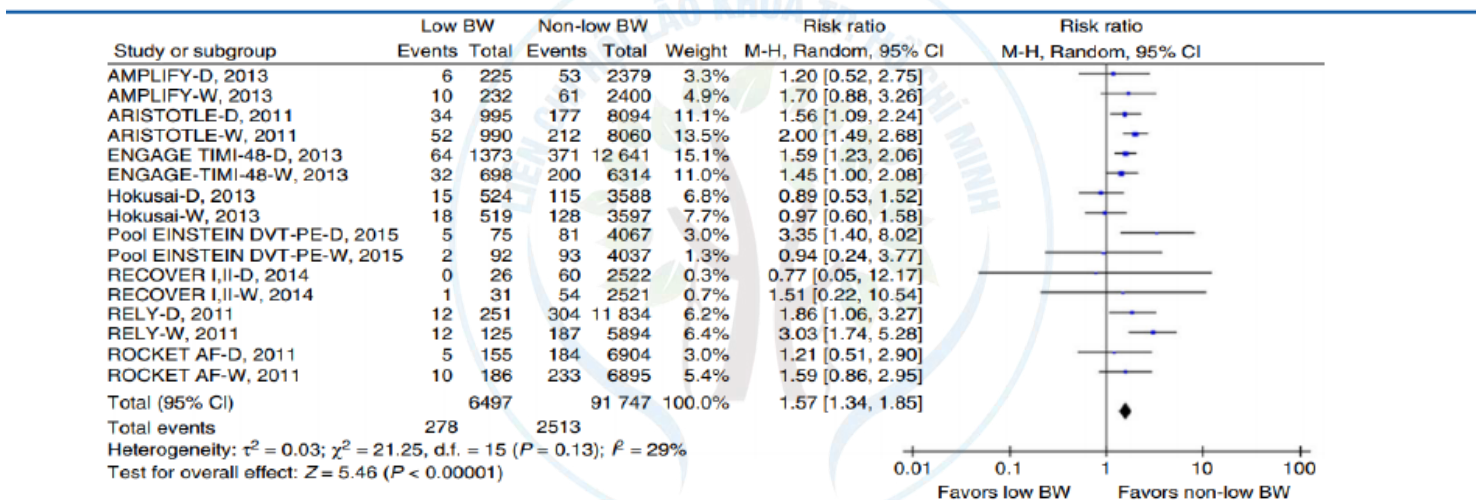 Low BW Non-low BW Risk ratio Risk ratio
Study or subgroup Events Total Events Total Weight M-H, Random, 95% CI M-H, Random, 95% CI
AMPLIFY-D, 2013 6 225 53 2379 3.3% 1.20 [0.52, 2.75]
AMPLIFY-W, 2013 10 232 61 2400 4.9% 1.70 [0.88, 3.26]
ARISTOTLE-D, 2011 34 995 177 8094 11.1% 1.56 [1.09, 2.24]
ARISTOTLE-W, 2011 52 990 212 8060 13.5% 2.00 [1.49, 2.68]
ENGAGE TIMI-48-D, 2013 64 1373 371 12 641 15.1% 1.59 [1.23, 2.06]
ENGAGE-TIMI-48-W, 2013 32 698 200 6314 11.0% 1.45 [1.00, 2.08]
Hokusai-D, 2013 15 524 115 3588 6.8% 0.89 [0.53, 1.52]
Hokusai-W, 2013 18 519 128 3597 7.7% 0.97 [0.60, 1.58]
Pool EINSTEIN DVT-PE-D, 2015 5 75 81 4067 3.0% 3.35 [1.40, 8.02]
Pool EINSTEIN DVT-PE-W, 2015 2 92 93 4037 1.3% 0.94 [0.24, 3.77]
RECOVER I,II-D, 2014 0 26 60 2522 0.3% 0.77 [0.05, 12.17]
RECOVER I,II-W, 2014 1 31 54 2521 0.7% 1.51 [0.22, 10.54]
RELY-D, 2011 12 251 304 11 834 6.2% 1.86 [1.06, 3.27]
RELY-W, 2011 12 125 187 5894 6.4% 3.03 [1.74, 5.28]
ROCKET AF-D, 2011 5 155 184 6904 3.0% 1.21 [0.51, 2.90]
ROCKET AF-W, 2011 10 186 233 6895 5.4% 1.59 [0.86, 2.95]
Total (95% CI) 6497 91 747 100.0% 1.57 [1.34, 1.85]
Total events 278 2513
Heterogeneity: τ² = 0.03; χ² = 21.25, d.f. = 15 (P = 0.13); I² = 29%
Test for overall effect: Z = 5.46 (P < 0.00001)
0.01 0.1 1 10 100
Favors low BW Favors non-low BW
LIÊN CHI HỘI LÃO KHOA TP. HỒ CHÍ MINH